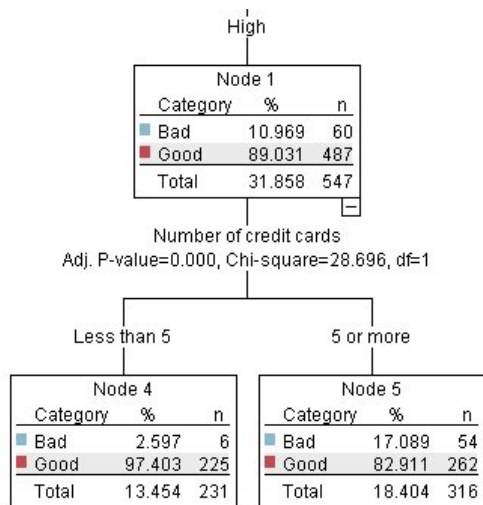 High
Node 1
Category % n
Bad 10.969 60
Good 89.031 487
Total 31.858 547
Number of credit cards
Adj. P-value=0.000, Chi-square=28.696, df=1
Less than 5
5 or more
Node 4
Category % n
Bad 2.597 6
Good 97.403 225
Total 13.454 231
Node 5
Category % n
Bad 17.089 54
Good 82.911 262
Total 18.404 316